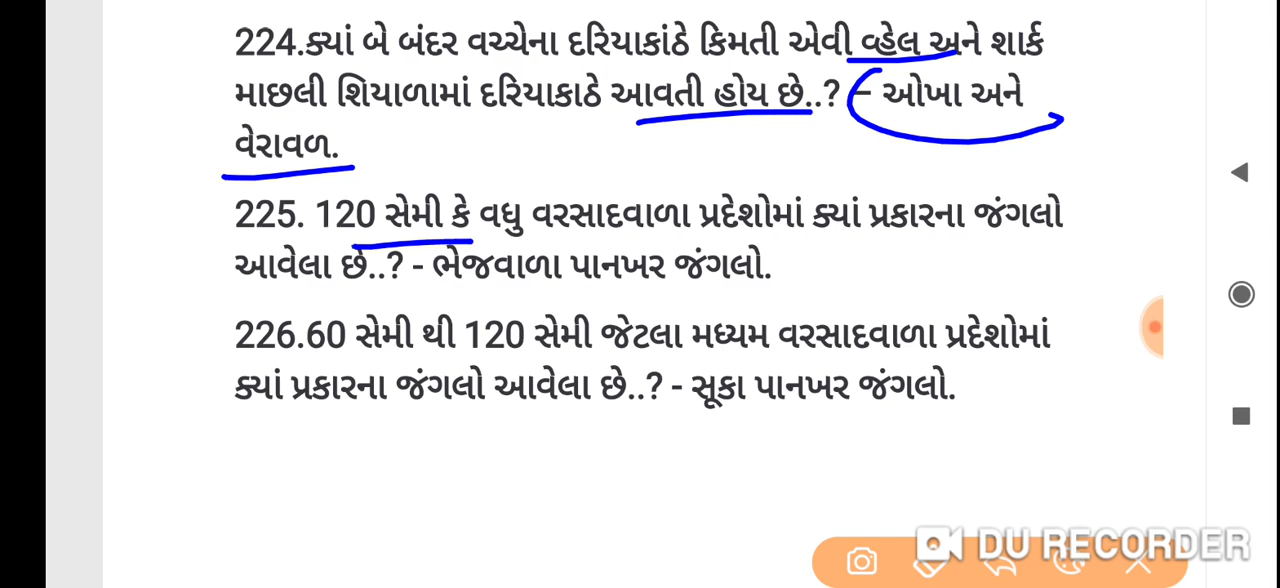 224.ક્યાં બે બંદર વચ્ચેના દરિયાકાંઠે કિમતી એવી વ્હેલ અને શાર્ક
માછલી શિયાળામાં દરિયાકાઠે આવતી હોય છે..? – ઓખા અને
વેરાવળ.
225. 120 સેમી કે વધુ વરસાદવાળા પ્રદેશોમાં ક્યાં પ્રકારના જંગલો
આવેલા છે..? - ભેજવાળા પાનખર જંગલો.
226.60 સેમી થી 120 સેમી જેટલા મધ્યમ વરસાદવાળા પ્રદેશોમાં
ક્યાં પ્રકારના જંગલો આવેલા છે..? - સૂકા પાનખર જંગલો.
DU RECORDER